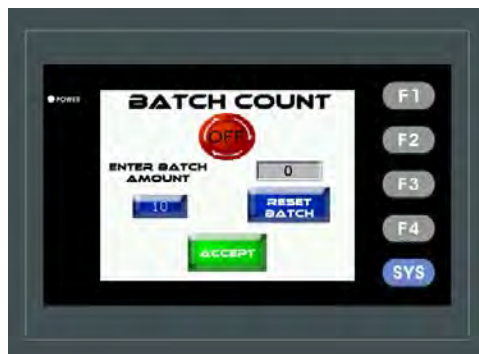 POWER
BATCH COUNT
OFF
ENTER BATCH
AMOUNT
0
10
RESET
BATCH
ACCEPT
F1
F2
F3
F4
SYS